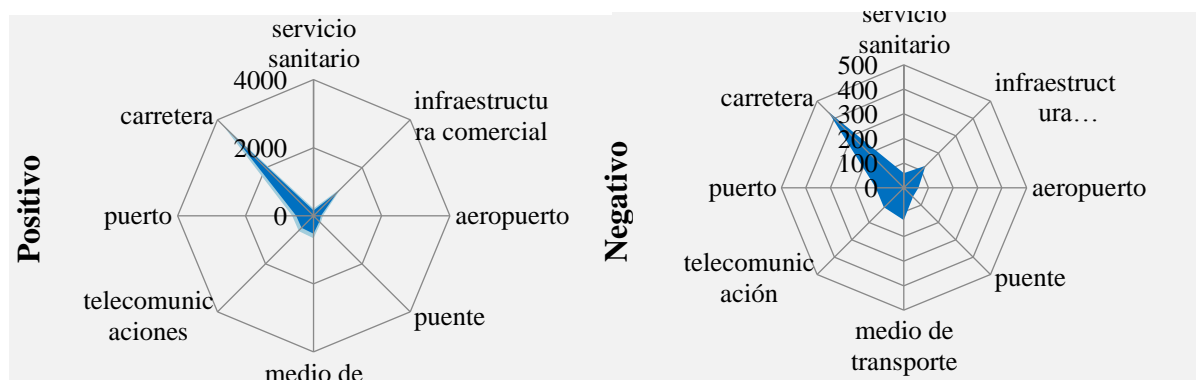 Positivo
servicio
sanitario
4000
infraestructu
ra comercial
carretera
2000
puerto
0
aeropuerto
telecomunic
aciones
puente
medio de
Negativo
servicio
sanitario
500
infraestruct
ura…
carretera
400
300
200
100
puerto
0
aeropuerto
telecomunic
ación
puente
medio de
transporte